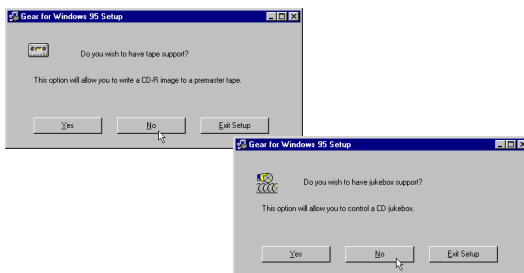 Gear for Windows 95 Setup
Do you wish to have tape support?
This option will allow you to write a CD-R image to a premaster tape.
Yes
No
Exit Setup
Gear for Windows 95 Setup
Do you wish to have jukebox support?
This option will allow you to control a CD jukebox.
Yes
No
Exit Setup